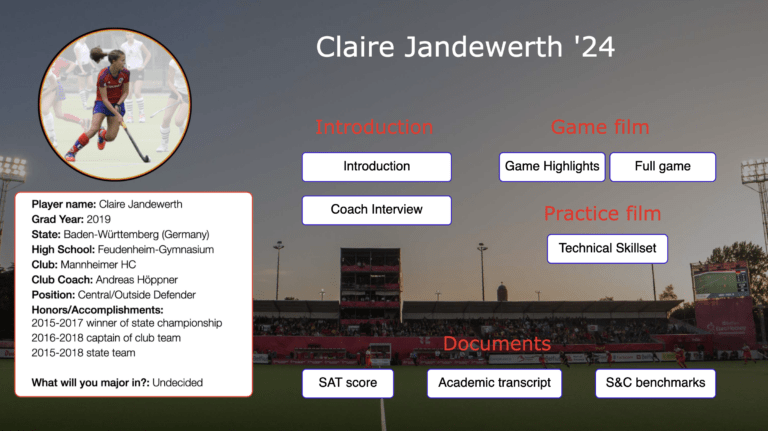 Claire Jandewerth '24
Introduction
Introduction
Coach Interview
Game film
Game Highlights
Full game
Practice film
Technical Skillset
Player name: Claire Jandewerth
Grad Year: 2019
State: Baden-Württemberg (Germany)
High School: Feudenheim-Gymnasium
Club: Mannheimer HC
Club Coach: Andreas Höppner
Position: Central/Outside Defender
Honors/Accomplishments:
2015-2017 winner of state championship
2016-2018 captain of club team
2015-2018 state team
What will you major in?: Undecided
Documents
SAT score
Academic transcript
S&C benchmarks